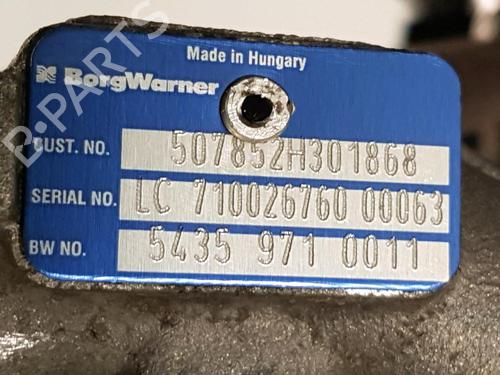 B-PARTS
Made in Hungary
BorgWarner
CUST. NO. 507852H301868
SERIAL NO. LC 710026760 00063
BW NO. 5435 971 0011